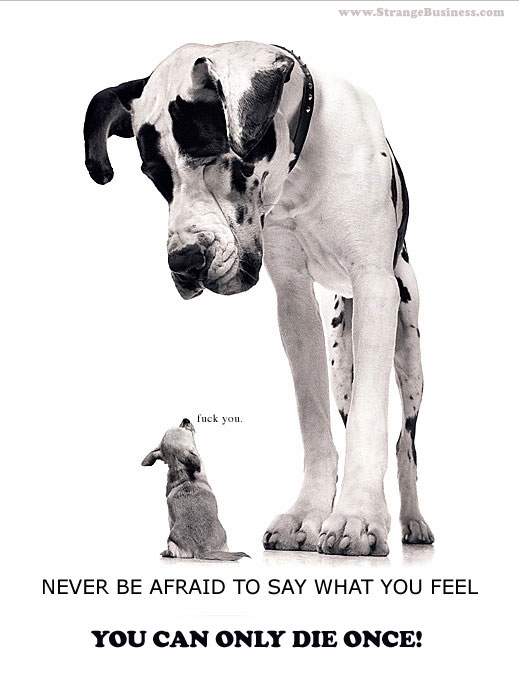 www.StrangeBusiness.com
fuck you.
NEVER BE AFRAID TO SAY WHAT YOU FEEL
YOU CAN ONLY DIE ONCE!